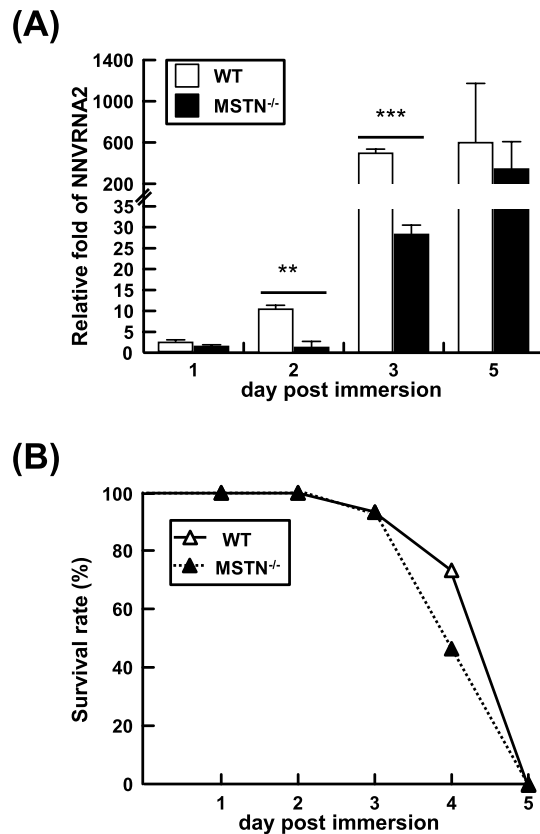 (A)
Relative fold of NNVRNA2
1400
1000
600
200
35
30
25
20
15
10
5
0
WT
MSTN-/-
**
***
1 2 3 5
day post immersion
(B)
Survival rate (%)
100
80
60
40
20
0
WT
MSTN-/-
1 2 3 4 5
day post immersion